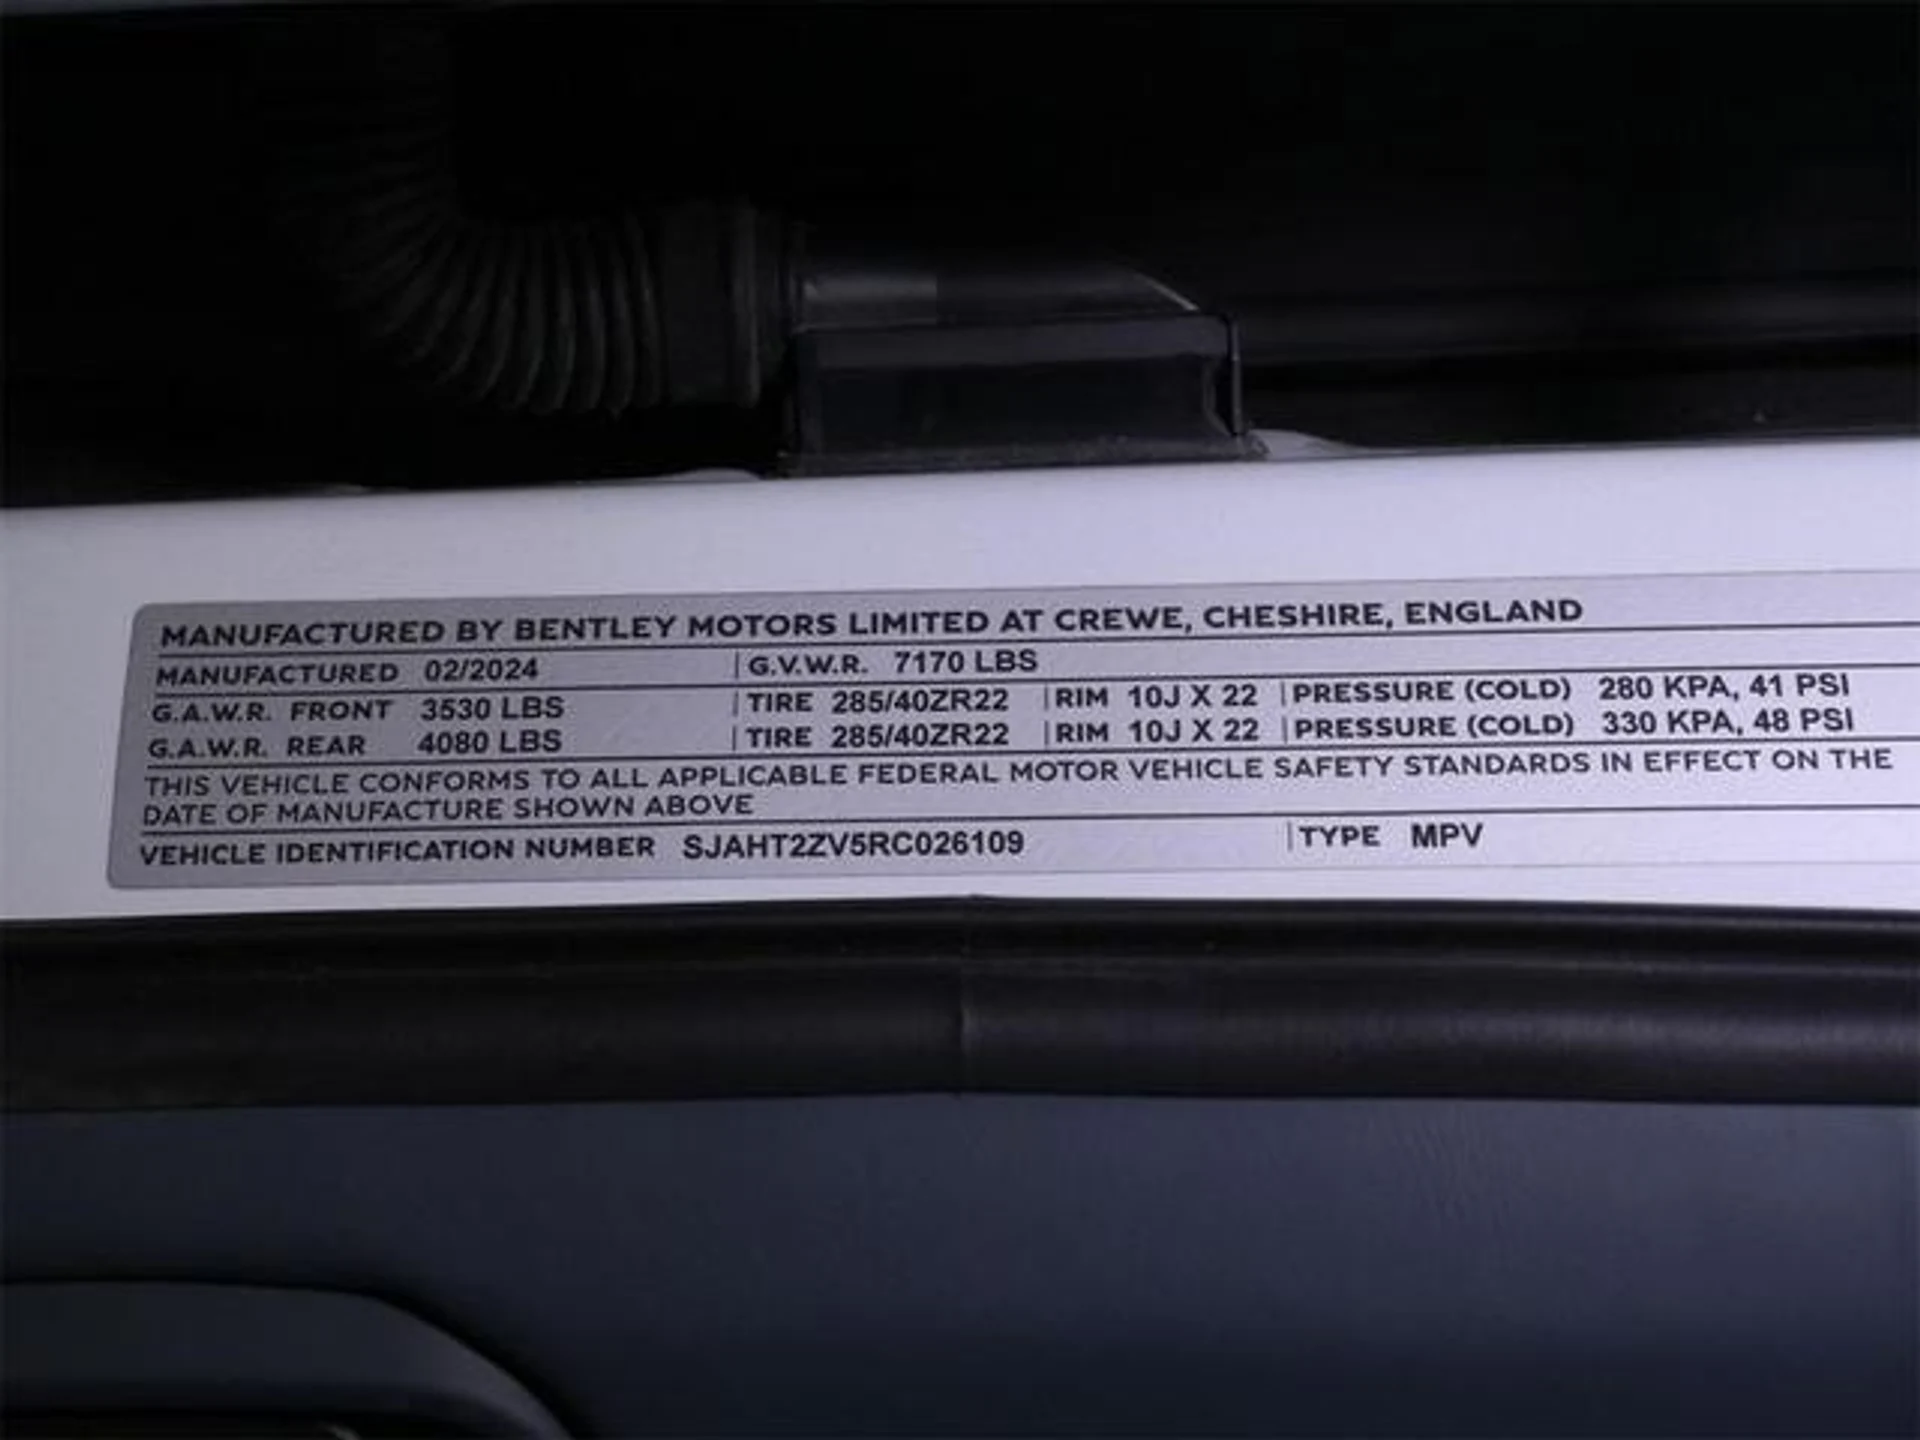 MANUFACTURED BY BENTLEY MOTORS LIMITED AT CREWE, CHESHIRE, ENGLAND
MANUFACTURED 02/2024 G.V.W.R. 7170 LBS
G.A.W.R. FRONT 3530 LBS TIRE 285/40ZR22 RIM 10J X 22 PRESSURE (COLD) 280 KPA, 41 PSI
G.A.W.R. REAR 4080 LBS TIRE 285/40ZR22 RIM 10J X 22 PRESSURE (COLD) 330 KPA, 48 PSI
THIS VEHICLE CONFORMS TO ALL APPLICABLE FEDERAL MOTOR VEHICLE SAFETY STANDARDS IN EFFECT ON THE
DATE OF MANUFACTURE SHOWN ABOVE
VEHICLE IDENTIFICATION NUMBER SJAHT2ZV5RC026109 TYPE MPV